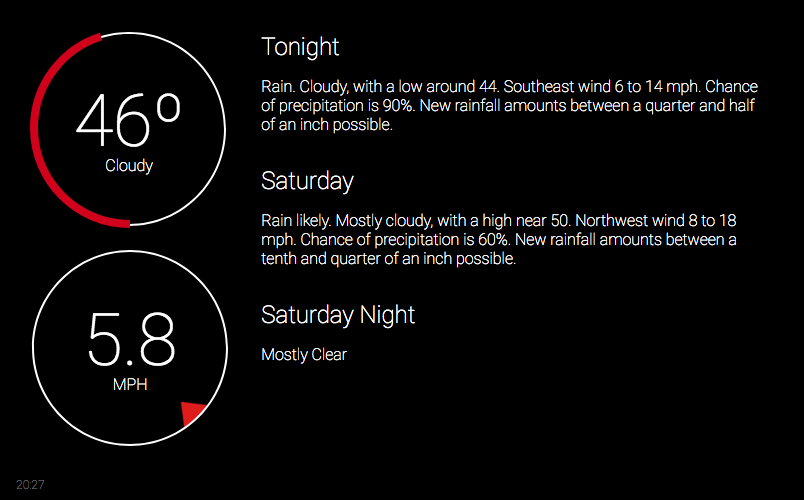 46º
Cloudy
5.8
MPH
Tonight
Rain. Cloudy, with a low around 44. Southeast wind 6 to 14 mph. Chance
of precipitation is 90%. New rainfall amounts between a quarter and half
of an inch possible.
Saturday
Rain likely. Mostly cloudy, with a high near 50. Northwest wind 8 to 18
mph. Chance of precipitation is 60%. New rainfall amounts between a
tenth and quarter of an inch possible.
Saturday Night
Mostly Clear
20:27